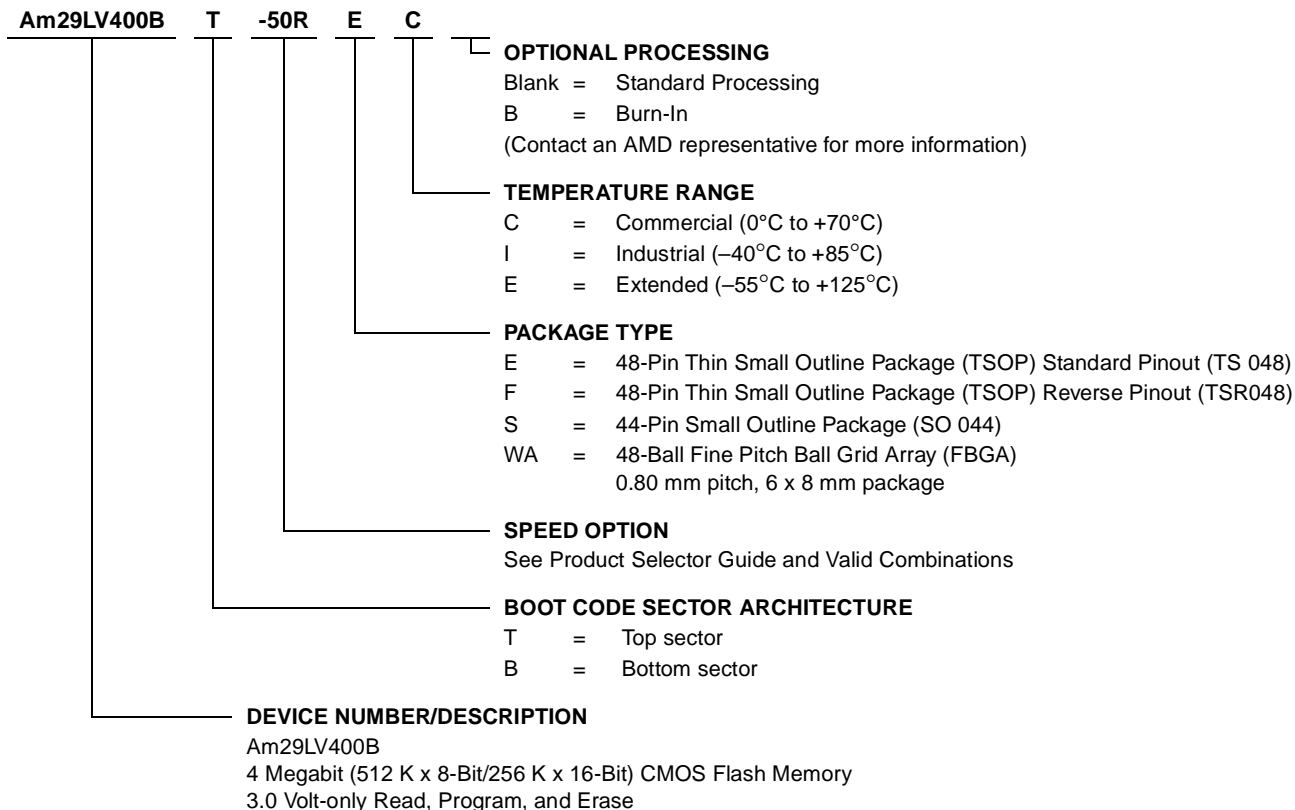 Am29LV400B T -50R E C
OPTIONAL PROCESSING
Blank = Standard Processing
B = Burn-In
(Contact an AMD representative for more information)
TEMPERATURE RANGE
C = Commercial (0°C to +70°C)
I = Industrial (–40°C to +85°C)
E = Extended (–55°C to +125°C)
PACKAGE TYPE
E = 48-Pin Thin Small Outline Package (TSOP) Standard Pinout (TS 048)
F = 48-Pin Thin Small Outline Package (TSOP) Reverse Pinout (TSR048)
S = 44-Pin Small Outline Package (SO 044)
WA = 48-Ball Fine Pitch Ball Grid Array (FBGA)
0.80 mm pitch, 6 x 8 mm package
SPEED OPTION
See Product Selector Guide and Valid Combinations
BOOT CODE SECTOR ARCHITECTURE
T = Top sector
B = Bottom sector
DEVICE NUMBER/DESCRIPTION
Am29LV400B
4 Megabit (512 K x 8-Bit/256 K x 16-Bit) CMOS Flash Memory
3.0 Volt-only Read, Program, and Erase